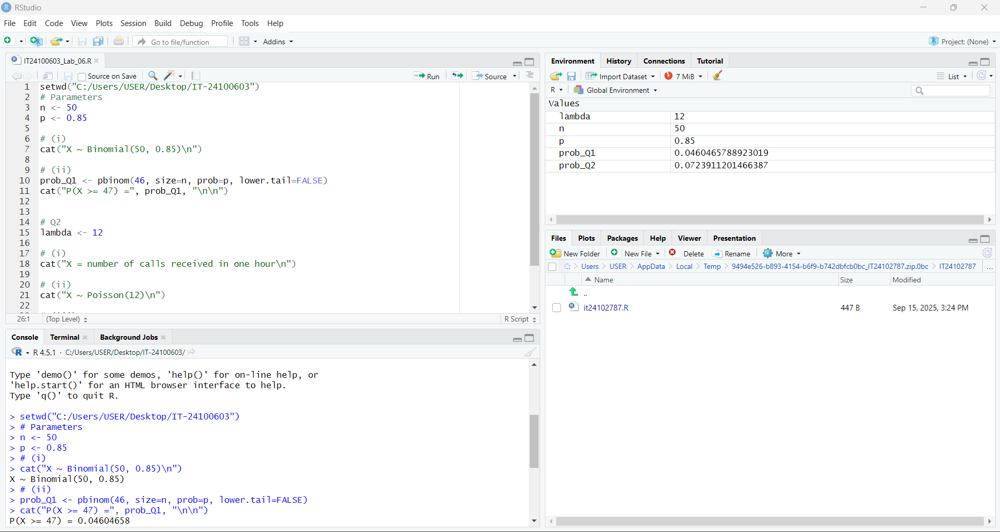 RStudio
File Edit Code View Plots Session Build Debug Profile Tools Help
Go to file/function Addins Project: (None)
IT24100603_Lab_06.R
Source on Save Run Source
1 setwd("C:/Users/USER/Desktop/IT-24100603")
2 # Parameters
3 n <- 50
4 p <- 0.85
5
6 # (i)
7 cat("X ~ Binomial(50, 0.85)\n")
8
9 # (ii)
10 prob_Q1 <- pbinom(46, size=n, prob=p, lower.tail=FALSE)
11 cat("P(X >= 47) =", prob_Q1, "\n\n")
12
13
14 # Q2
15 lambda <- 12
16
17 # (i)
18 cat("X = number of calls received in one hour\n")
19
20 # (ii)
21 cat("X ~ Poisson(12)\n")
22
26:1 (Top Level) R Script
Console Terminal Background Jobs
R 4.5.1 · C:/Users/USER/Desktop/IT-24100603/
Type 'demo()' for some demos, 'help()' for on-line help, or
'help.start()' for an HTML browser interface to help.
Type 'q()' to quit R.
> setwd("C:/Users/USER/Desktop/IT-24100603")
> # Parameters
> n <- 50
> p <- 0.85
> # (i)
> cat("X ~ Binomial(50, 0.85)\n")
X ~ Binomial(50, 0.85)
> # (ii)
> prob_Q1 <- pbinom(46, size=n, prob=p, lower.tail=FALSE)
> cat("P(X >= 47) =", prob_Q1, "\n\n")
P(X >= 47) = 0.04604658
Environment History Connections Tutorial
Import Dataset 7 MiB List
R Global Environment
Values
lambda 12
n 50
p 0.85
prob_Q1 0.0460465788923019
prob_Q2 0.0723911201466387
Files Plots Packages Help Viewer Presentation
New Folder New File Delete Rename More
C: > Users > USER > AppData > Local > Temp > 9494e526-b893-4154-b6f9-b742dbfcb0bc_IT24102787.zip.0bc > IT24102787 ...
Name Size Modified
..
it24102787.R 447 B Sep 15, 2025, 3:24 PM